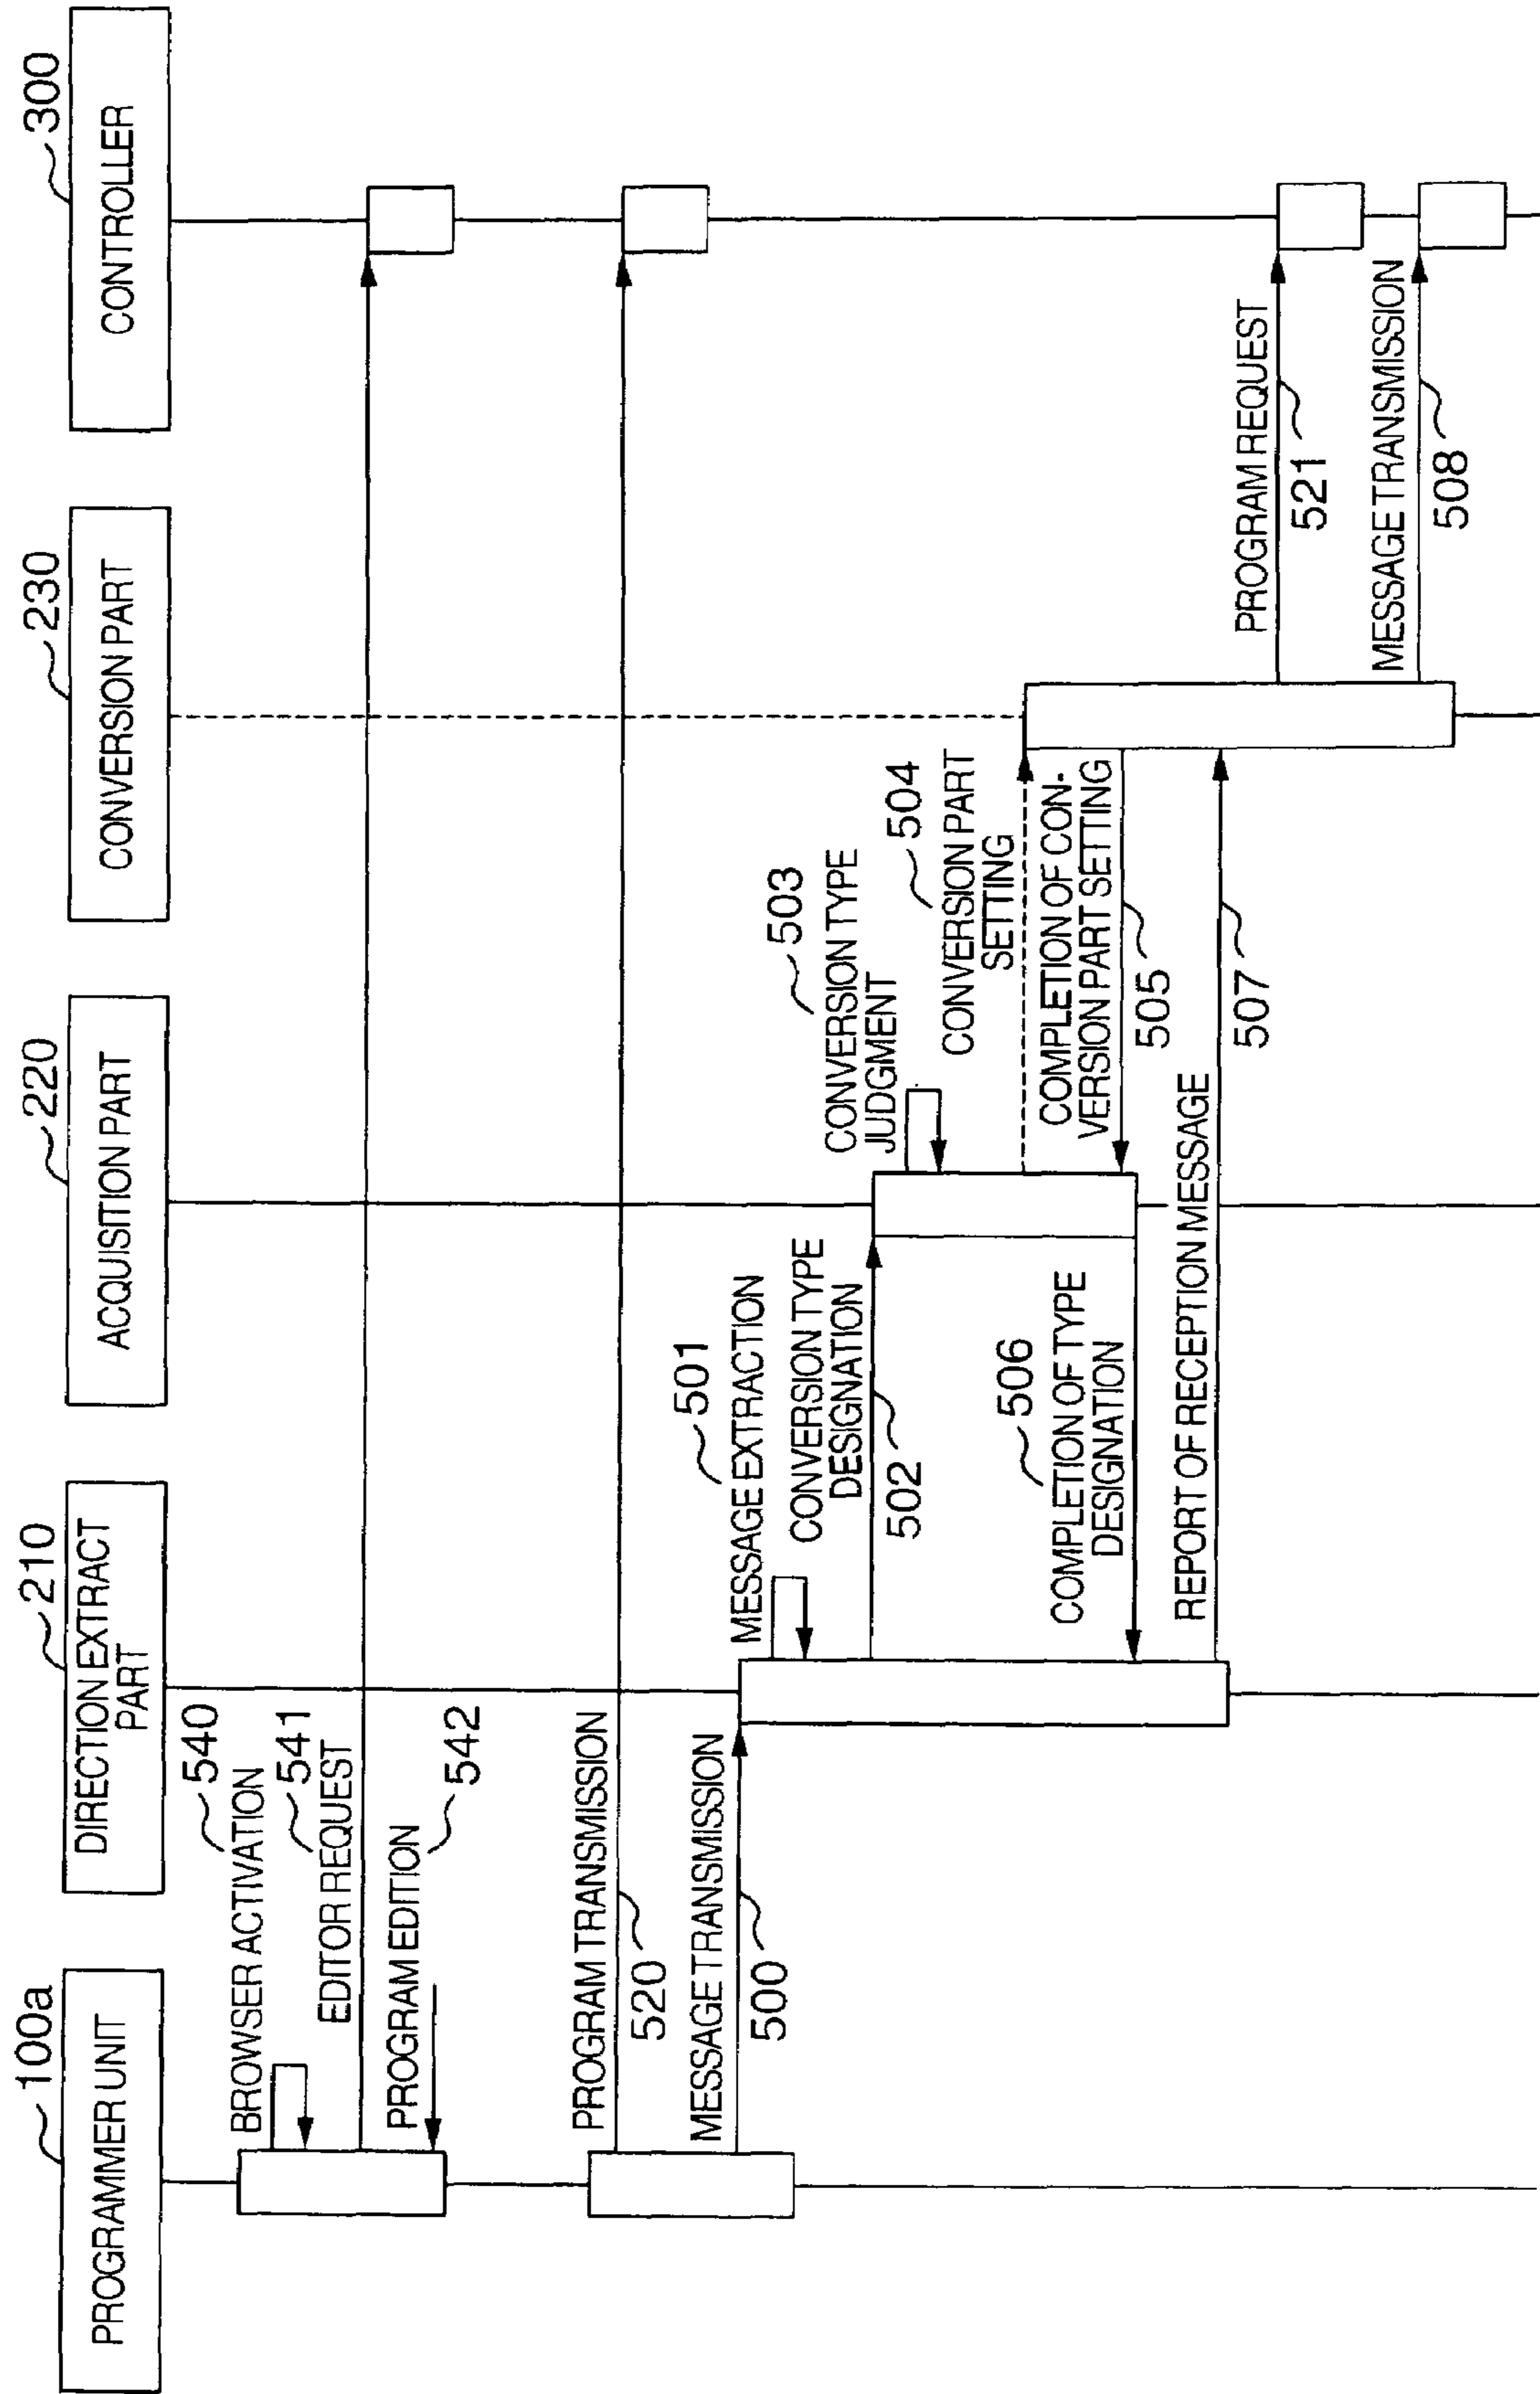 100a
PROGRAMMER UNIT
210
DIRECTION EXTRACT
PART
220
ACQUISITION PART
230
CONVERSION PART
300
CONTROLLER
540
BROWSER ACTIVATION
541
EDITOR REQUEST
PROGRAM EDITION
542
PROGRAM TRANSMISSION
520
MESSAGE TRANSMISSION
500
501
MESSAGE EXTRACTION
CONVERSION TYPE
DESIGNATION
502
503
CONVERSION TYPE
JUDGMENT
504
CONVERSION PART
SETTING
COMPLETION OF CON-
VERSION PART SETTING
505
506
COMPLETION OF TYPE
DESIGNATION
REPORT OF RECEPTION MESSAGE
507
PROGRAM REQUEST
521
MESSAGE TRANSMISSION
508